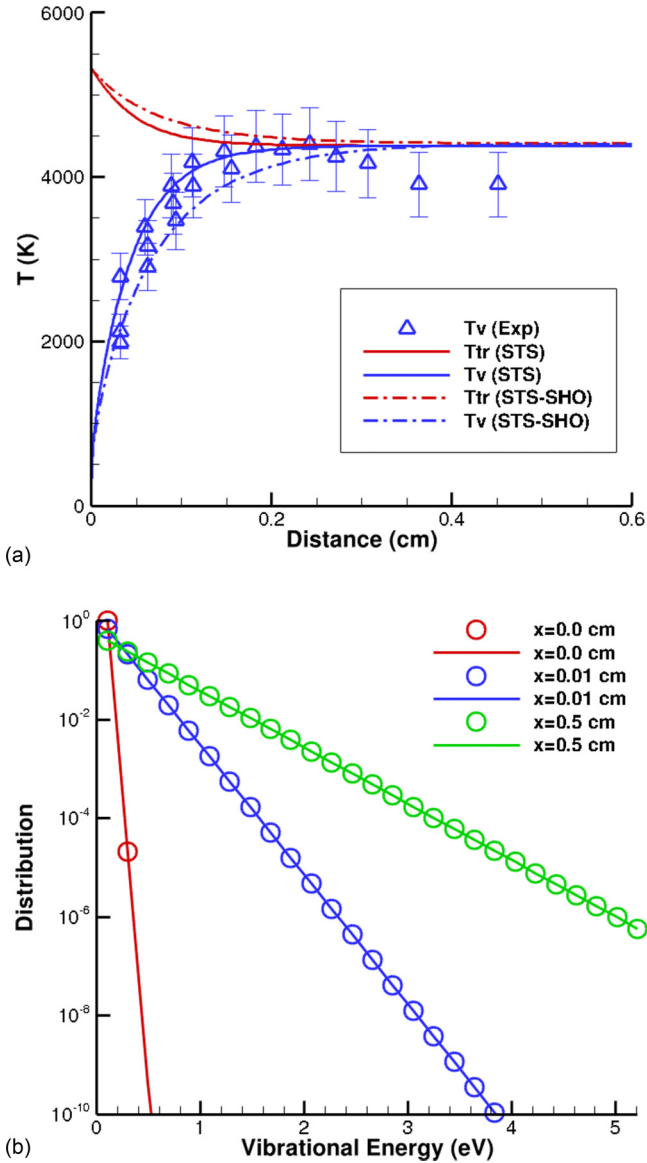 6000
4000
2000
0
T (K)
Tv (Exp)
Ttr (STS)
Tv (STS)
Ttr (STS-SHO)
Tv (STS-SHO)
0
0.2
0.4
0.6
Distance (cm)
(a)
10^0
10^-2
10^-4
10^-6
10^-8
10^-10
Distribution
x=0.0 cm
x=0.0 cm
x=0.01 cm
x=0.01 cm
x=0.5 cm
x=0.5 cm
0
1
2
3
4
5
Vibrational Energy (eV)
(b)